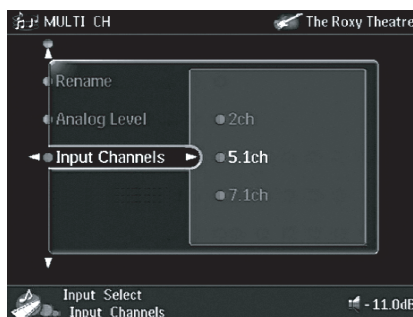 MULTI CH
The Roxy Theatre
Rename
Analog Level
2ch
Input Channels
5.1ch
7.1ch
Input Select
Input Channels
-11.0dB